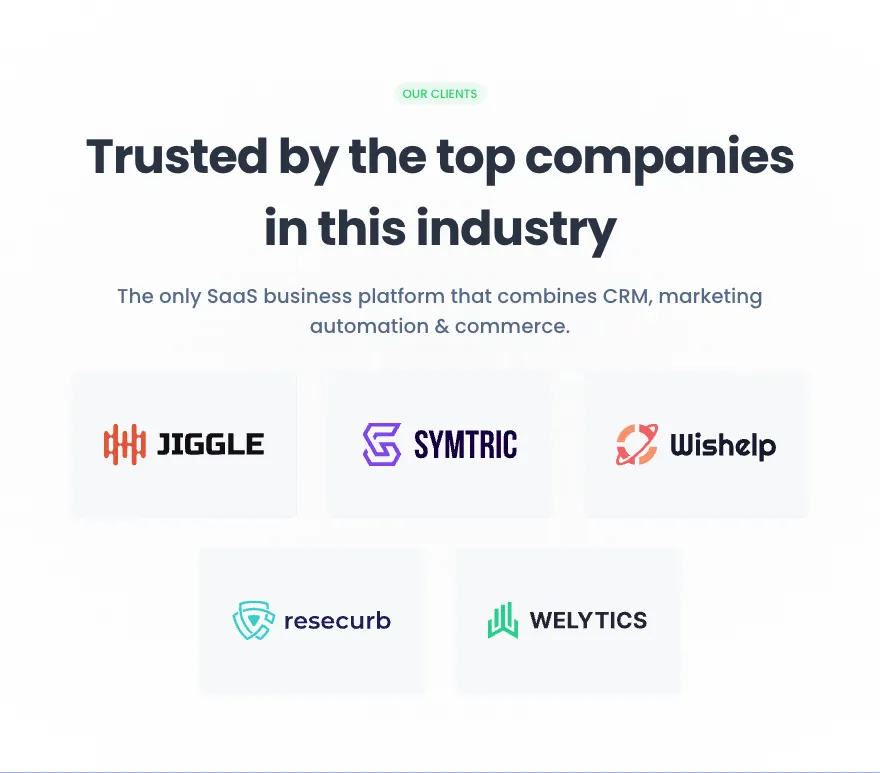 OUR CLIENTS
Trusted by the top companies
in this industry
The only SaaS business platform that combines CRM, marketing
automation & commerce.
JIGGLE
SYMTRIC
Wishelp
resecurb
WELYTICS